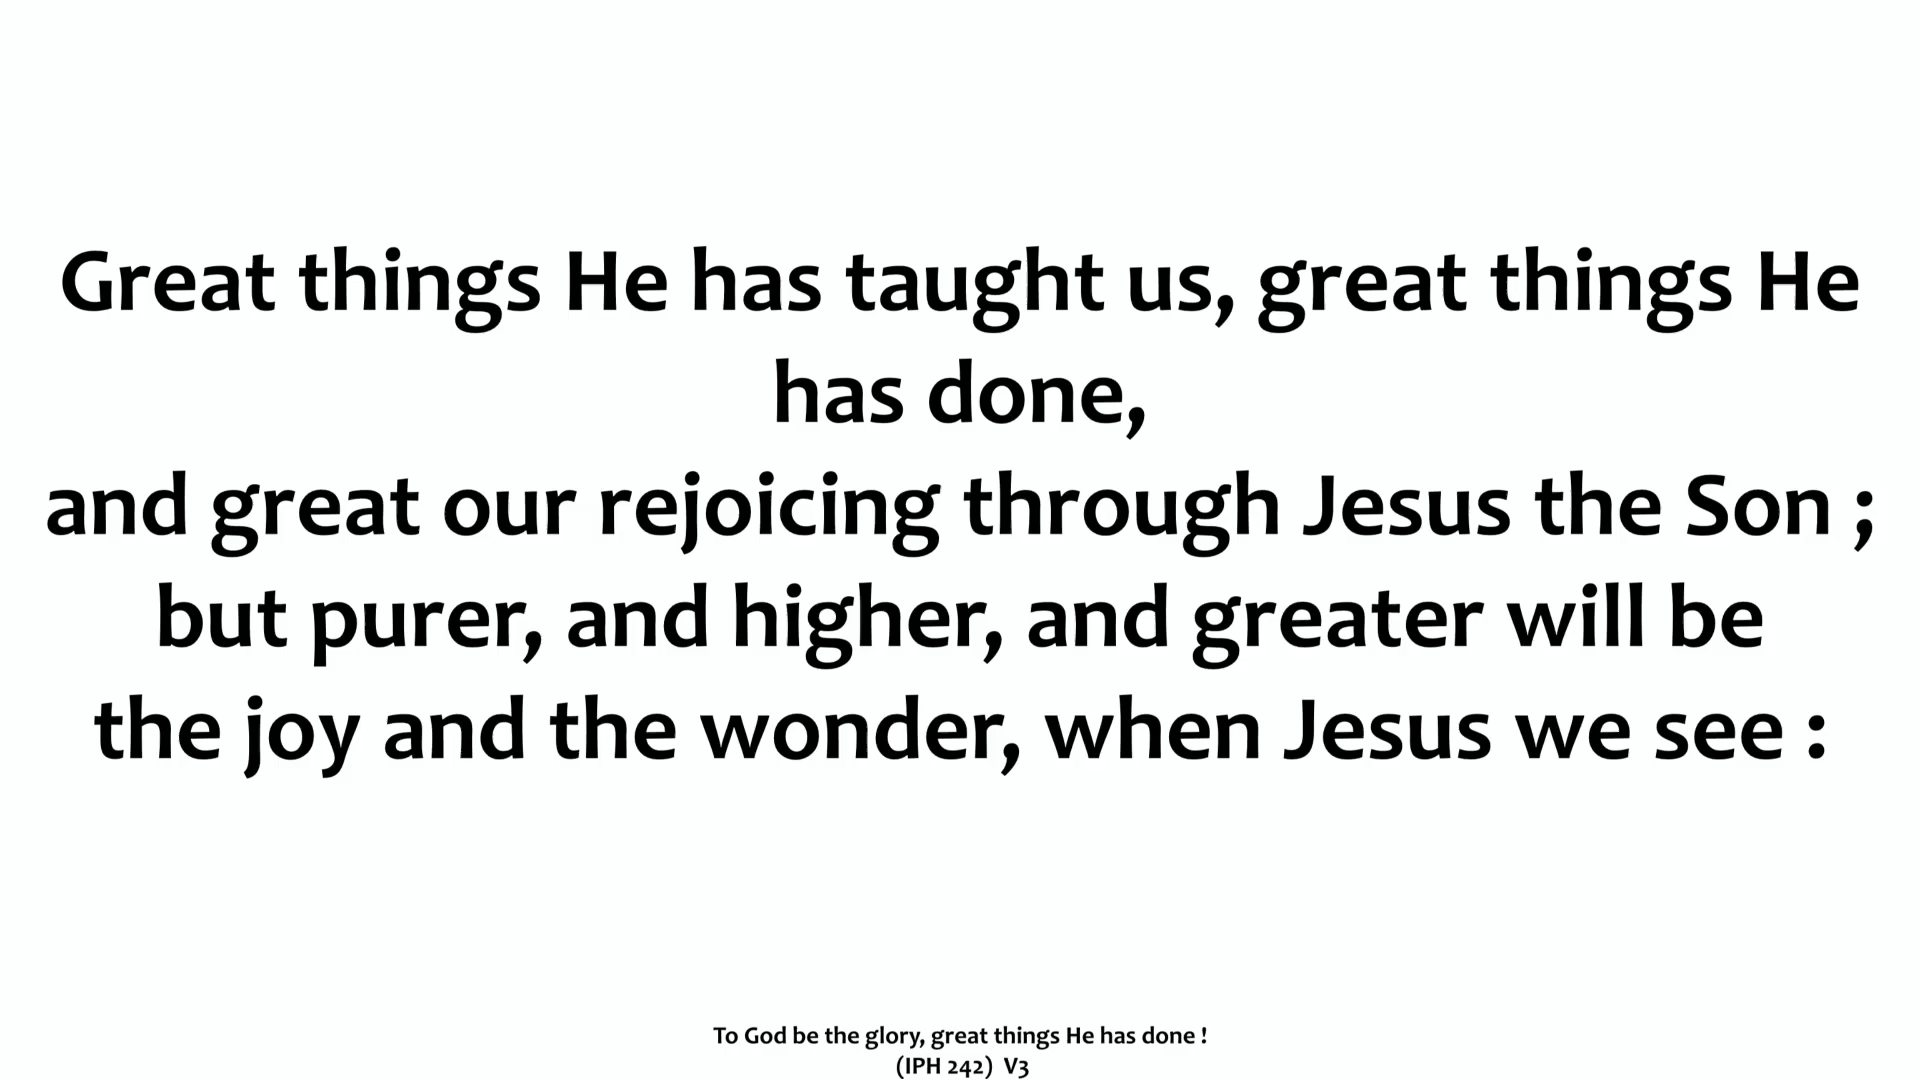 Great things He has taught us, great things He
has done,
and great our rejoicing through Jesus the Son ;
but purer, and higher, and greater will be
the joy and the wonder, when Jesus we see :
To God be the glory, great things He has done !
(IPH 242)  V3